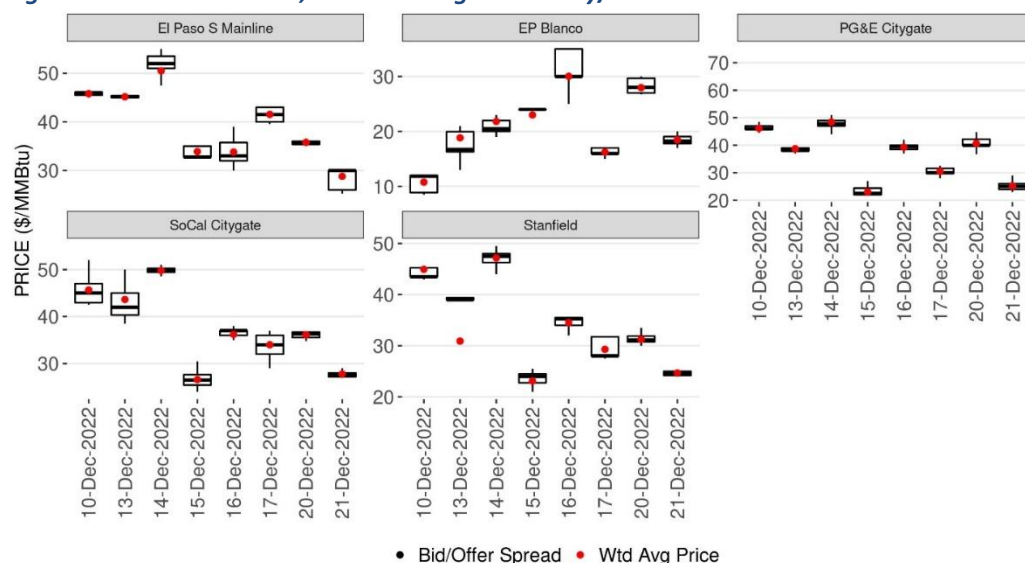 El Paso S Mainline
EP Blanco
PG&E Citygate
50
40
30
30
20
10
70
60
50
40
30
20
SoCal Citygate
Stanfield
50
40
30
50
40
30
20
PRICE ($/MMBtu)
10-Dec-2022
13-Dec-2022
14-Dec-2022
15-Dec-2022
16-Dec-2022
17-Dec-2022
20-Dec-2022
21-Dec-2022
10-Dec-2022
13-Dec-2022
14-Dec-2022
15-Dec-2022
16-Dec-2022
17-Dec-2022
20-Dec-2022
21-Dec-2022
10-Dec-2022
13-Dec-2022
14-Dec-2022
15-Dec-2022
16-Dec-2022
17-Dec-2022
20-Dec-2022
21-Dec-2022
Bid/Offer Spread
Wtd Avg Price